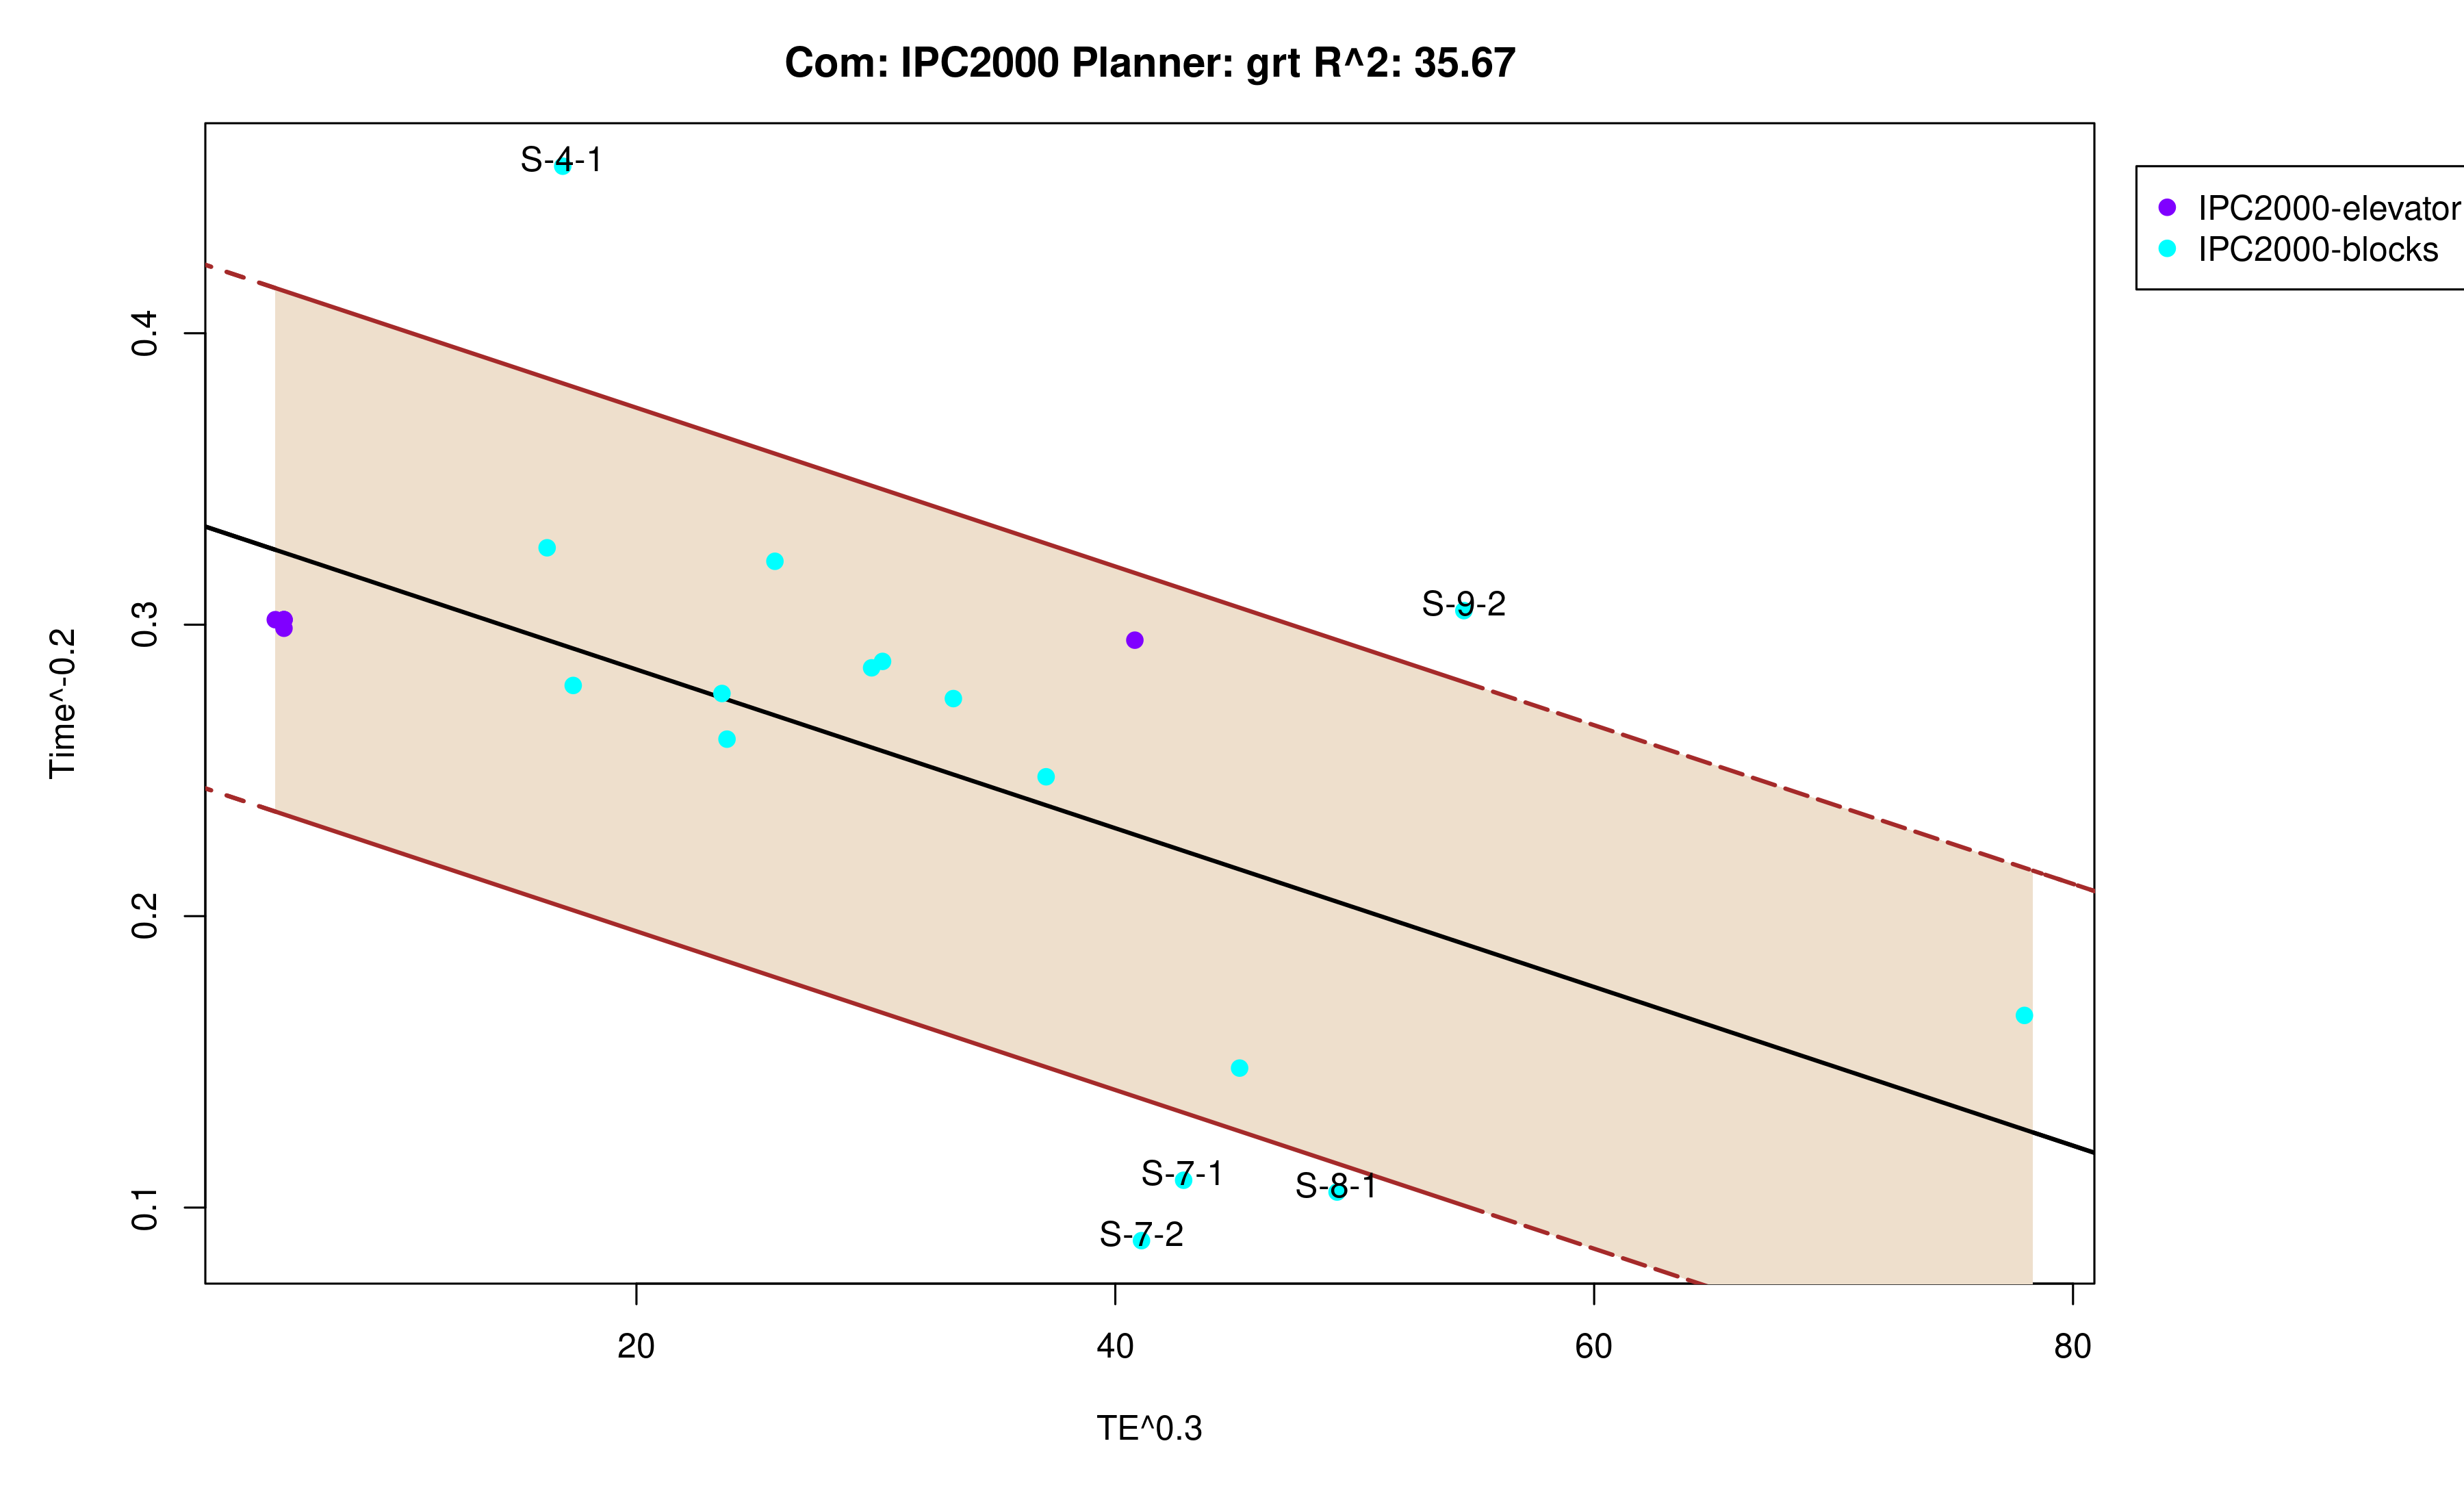 Com: IPC2000 Planner: grt R^2: 35.67
S-4-1
IPC2000-elevator
IPC2000-blocks
0.4
0.3
0.2
0.1
Time^-0.2
S-9-2
S-7-1
S-8-1
S-7-2
20
40
60
80
TE^0.3